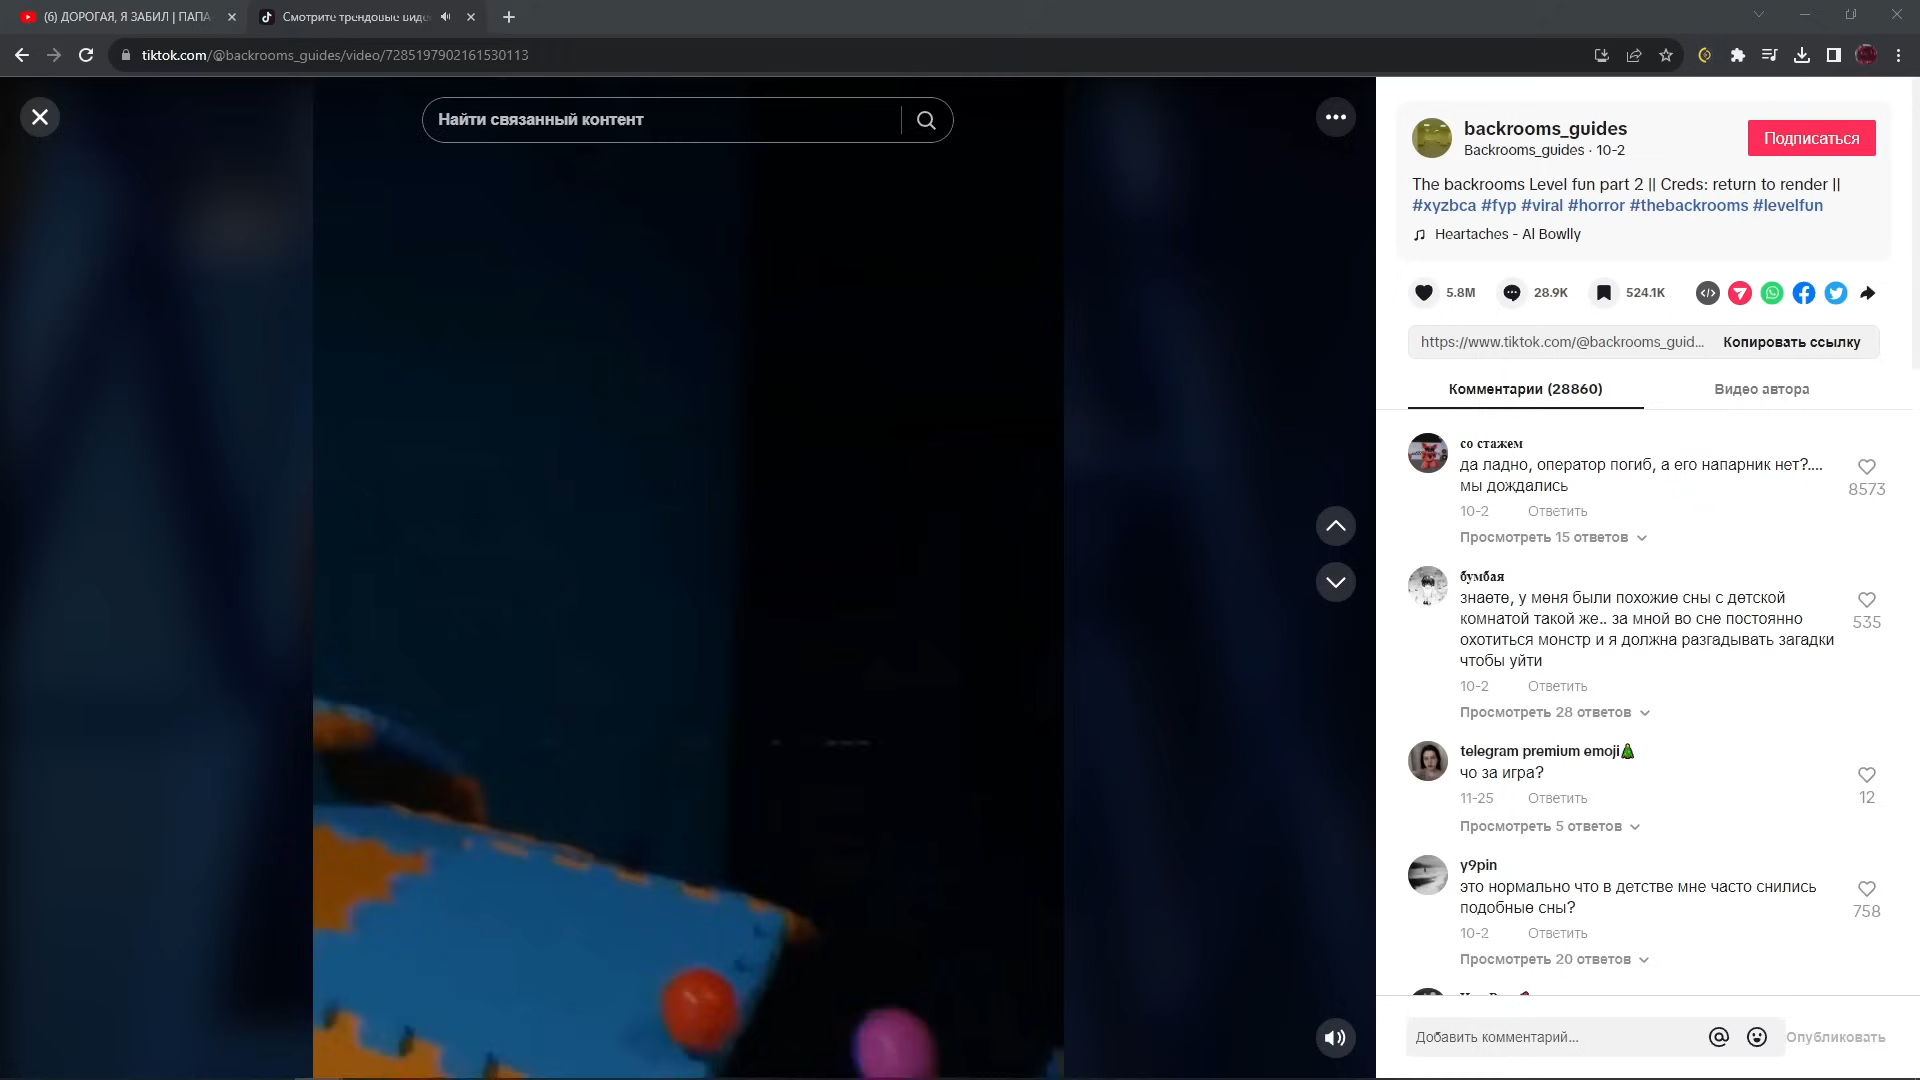 (6) ДОРОГАЯ, Я ЗАБИЛ | ПАПА
Смотрите трендовые виде
tiktok.com/@backrooms_guides/video/7285197902161530113
Найти связанный контент
backrooms_guides
Backrooms_guides · 10-2
Подписаться
The backrooms Level fun part 2 || Creds: return to render ||
#xyzbca #fyp #viral #horror #thebackrooms #levelfun
Heartaches - Al Bowlly
5.8M
28.9K
524.1K
https://www.tiktok.com/@backrooms_guid...
Копировать ссылку
Комментарии (28860)
Видео автора
со стажем
да ладно, оператор погиб, а его напарник нет?....
мы дождались
8573
10-2 Ответить
Просмотреть 15 ответов
бумбая
знаете, у меня были похожие сны с детской
комнатой такой же.. за мной во сне постоянно
охотиться монстр и я должна разгадывать загадки
чтобы уйти
535
10-2 Ответить
Просмотреть 28 ответов
telegram premium emoji🎄
чо за игра?
12
11-25 Ответить
Просмотреть 5 ответов
y9pin
это нормально что в детстве мне часто снились
подобные сны?
758
10-2 Ответить
Просмотреть 20 ответов
Добавить комментарий...
Опубликовать